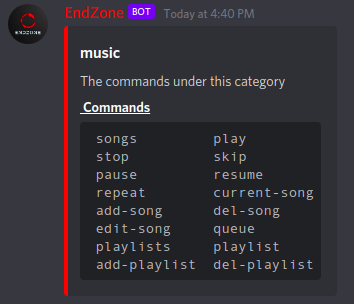 EndZone BOT Today at 4:40 PM
ENDZONE
music
The commands under this category
Commands
songs play
stop skip
pause resume
repeat current-song
add-song del-song
edit-song queue
playlists playlist
add-playlist del-playlist